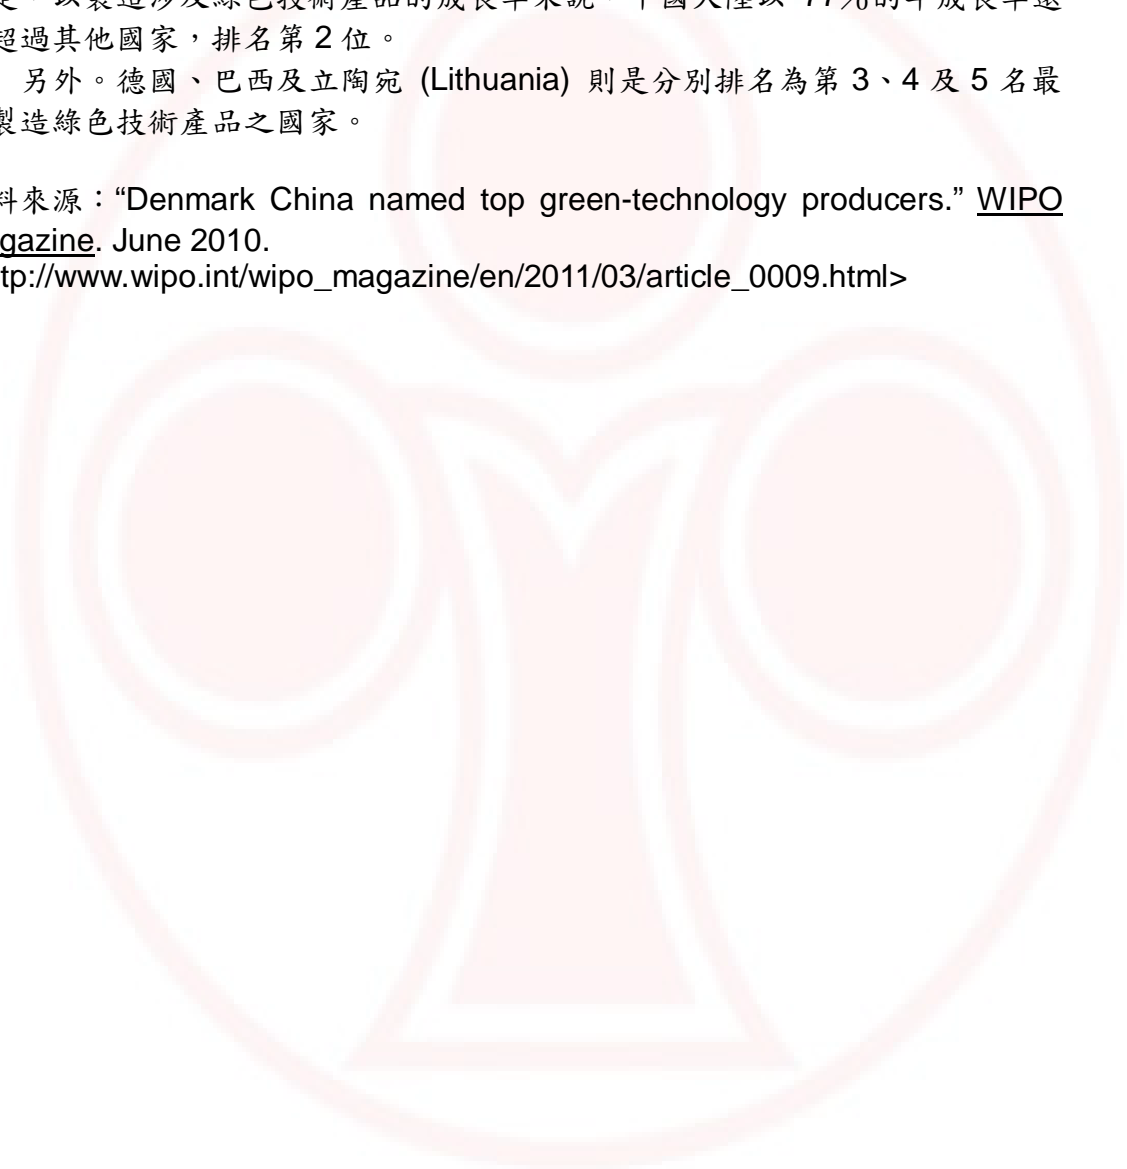 以製造涉及綠色技術產品的成長率來說，中國大陸以 77%的年成長率遠
超過其他國家，排名第 2 位。
另外。德國、巴西及立陶宛 (Lithuania) 則是分別排名為第 3、4 及 5 名最
製造綠色技術產品之國家。
料來源：“Denmark China named top green-technology producers.” WIPO
gazine. June 2010.
tp://www.wipo.int/wipo_magazine/en/2011/03/article_0009.html>